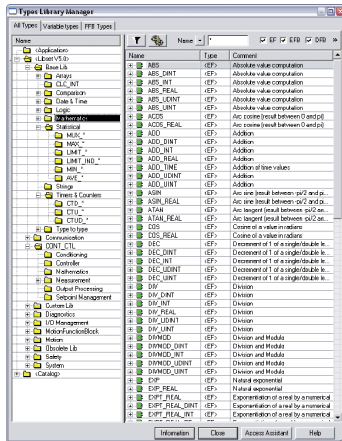 Types Library Manager
All Types
Variable types
FFB Types
Name
<Application>
<Libset V5.0>
Base Lib
Arrays
CLC_INT
Comparison
Date & Time
Logic
Mathematics
Statistical
MUX_*
MAX_*
LIMIT_*
LIMIT_IND_*
MIN_*
AVE_*
Strings
Timers & Counters
CTD_*
CTU_*
CTUD_*
Type to type
Communication
CONT_CTL
Conditioning
Controller
Mathematics
Measurement
Output Processing
Setpoint Management
Custom Lib
Diagnostics
I/O Management
MotionFunctionBlock
Motion
Obsolete Lib
Safety
System
<Catalog>
Name
*
EF
EFB
DFB
Name Type Comment
ABS <EF> Absolute value computation
ABS_DINT <EF> Absolute value computation
ABS_INT <EF> Absolute value computation
ABS_REAL <EF> Absolute value computation
ABS_UDINT <EF> Absolute value computation
ABS_UINT <EF> Absolute value computation
ACOS <EF> Arc cosine (result between 0 and pi)
ACOS_REAL <EF> Arc cosine (result between 0 and pi)
ADD <EF> Addition
ADD_DINT <EF> Addition
ADD_INT <EF> Addition
ADD_REAL <EF> Addition
ADD_TIME <EF> Addition of time values
ADD_UDINT <EF> Addition
ADD_UINT <EF> Addition
ASIN <EF> Arc sine (result between -pi/2 and pi...
ASIN_REAL <EF> Arc sine (result between -pi/2 and pi...
ATAN <EF> Arc tangent (result between -pi/2 an...
ATAN_REAL <EF> Arc tangent (result between -pi/2 an...
COS <EF> Cosine of a value in radians
COS_REAL <EF> Cosine of a value in radians
DEC <EF> Decrement of 1 of a single/double le...
DEC_DINT <EF> Decrement of 1 of a single/double le...
DEC_INT <EF> Decrement of 1 of a single/double le...
DEC_UDINT <EF> Decrement of 1 of a single/double le...
DEC_UINT <EF> Decrement of 1 of a single/double le...
DIV <EF> Division
DIV_DINT <EF> Division
DIV_INT <EF> Division
DIV_REAL <EF> Division
DIV_UDINT <EF> Division
DIV_UINT <EF> Division
DIVMOD <EF> Division and Modulo
DIVMOD_DINT <EF> Division and Modulo
DIVMOD_INT <EF> Division and Modulo
DIVMOD_UDINT <EF> Division and Modulo
DIVMOD_UINT <EF> Division and Modulo
EXP <EF> Natural exponential
EXP_REAL <EF> Natural exponential
EXPT_REAL <EF> Exponentiation of a real by a numerical
EXPT_REAL_DINT <EF> Exponentiation of a real by a numerical
EXPT_REAL_INT <EF> Exponentiation of a real by a numerical
EXPT_REAL_REAL <EF> Exponentiation of a real by a numerical
Information
Close
Access Assistant
Help